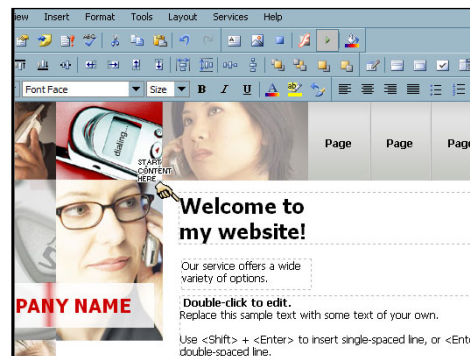 iew Insert Format Tools Layout Services Help
Font Face Size B I U
dialing...
START
CONTENT
HERE
Page Page Page
Welcome to
my website!
Our service offers a wide
variety of options.
PANY NAME
Double-click to edit.
Replace this sample text with some text of your own.
Use <Shift> + <Enter> to insert single-spaced line, or <Ent
double-spaced line.